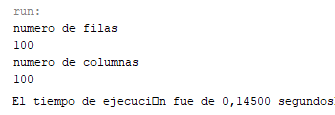 run:
numero de filas
100
numero de columnas
100
El tiempo de ejecuci□n fue de 0,14500 segundos